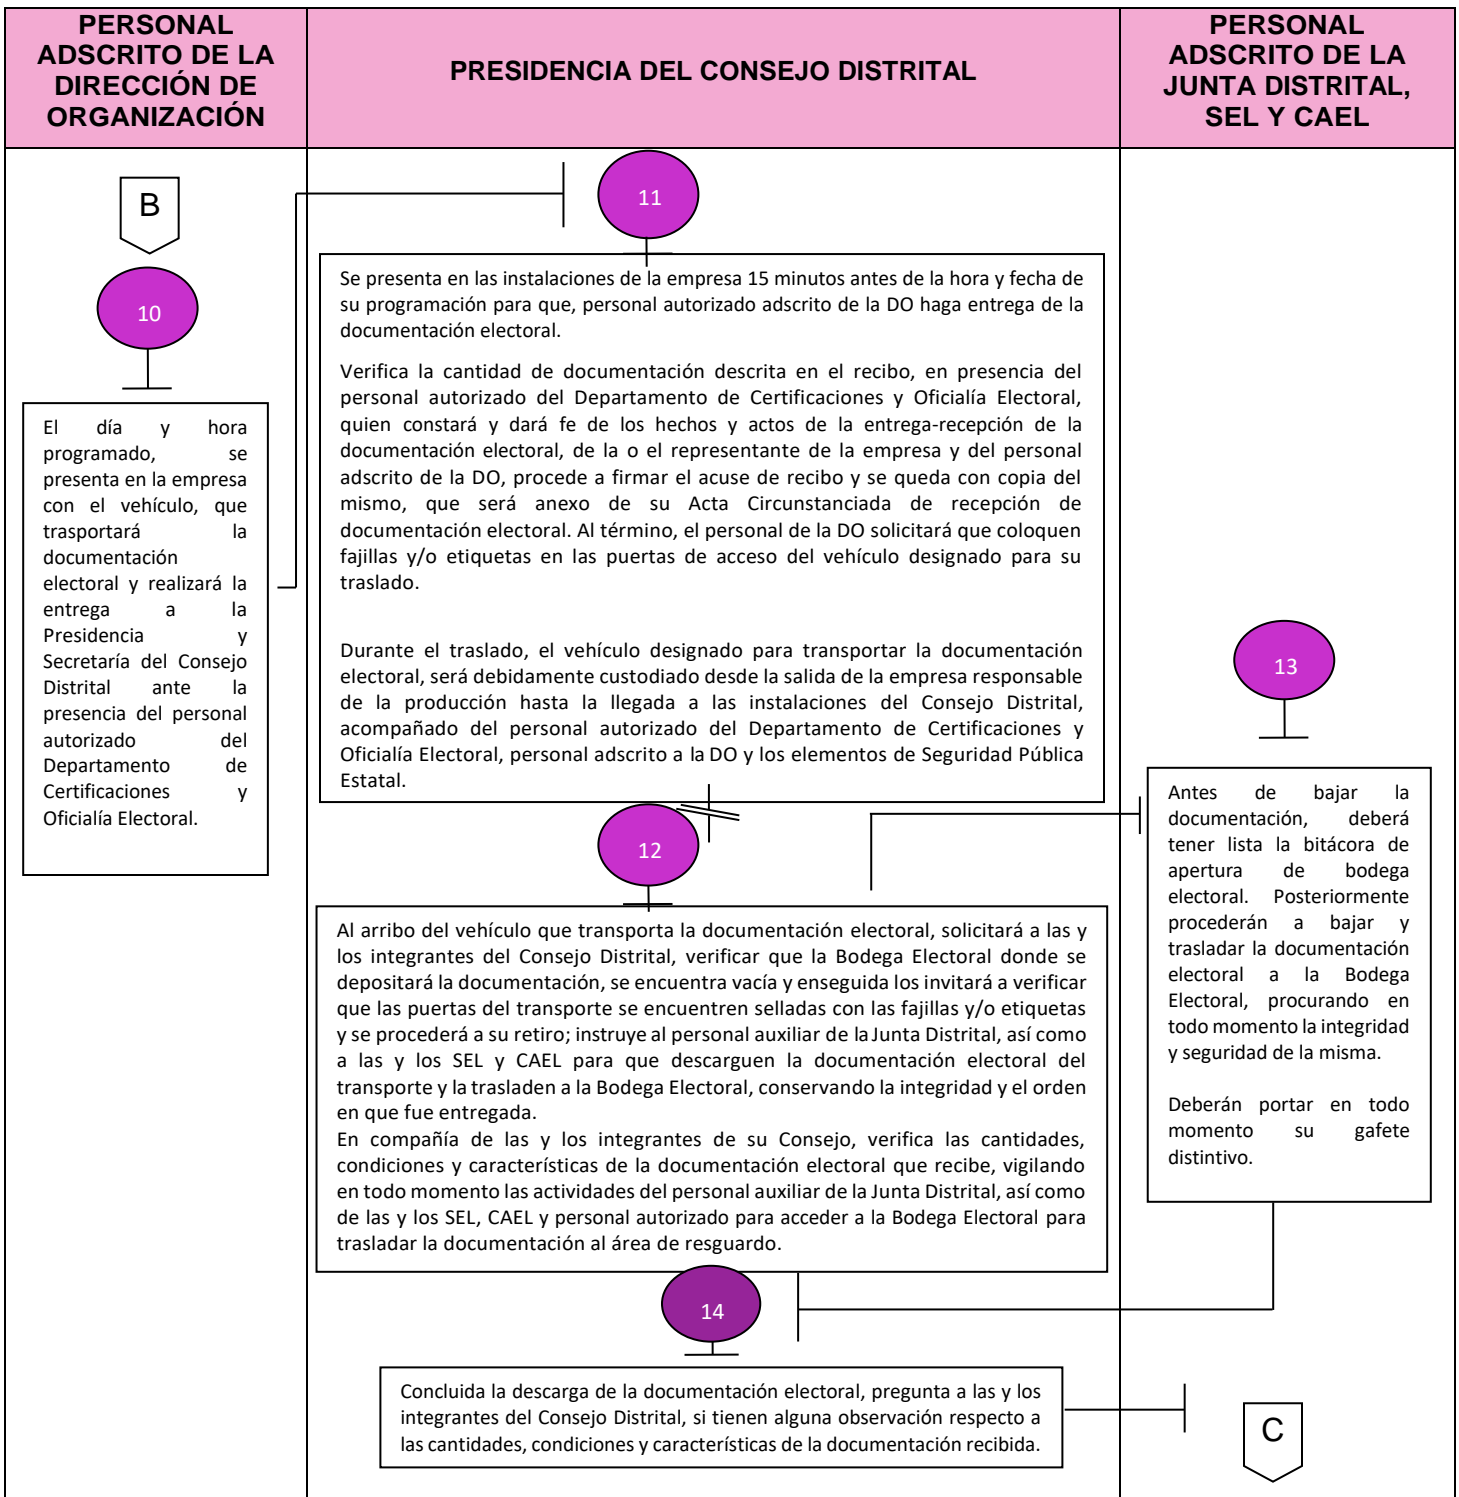 PERSONAL
ADSCRITO DE LA
DIRECCIÓN DE
ORGANIZACIÓN
PRESIDENCIA DEL CONSEJO DISTRITAL
PERSONAL
ADSCRITO DE LA
JUNTA DISTRITAL,
SEL Y CAEL
B
10
El día y hora
programado, se
presenta en la empresa
con el vehículo, que
trasportará la
documentación
electoral y realizará la
entrega a la
Presidencia y
Secretaría del Consejo
Distrital ante la
presencia del personal
autorizado del
Departamento de
Certificaciones y
Oficialía Electoral.
11
Se presenta en las instalaciones de la empresa 15 minutos antes de la hora y fecha de
su programación para que, personal autorizado adscrito de la DO haga entrega de la
documentación electoral.
Verifica la cantidad de documentación descrita en el recibo, en presencia del
personal autorizado del Departamento de Certificaciones y Oficialía Electoral,
quien constará y dará fe de los hechos y actos de la entrega-recepción de la
documentación electoral, de la o el representante de la empresa y del personal
adscrito de la DO, procede a firmar el acuse de recibo y se queda con copia del
mismo, que será anexo de su Acta Circunstanciada de recepción de
documentación electoral. Al término, el personal de la DO solicitará que coloquen
fajillas y/o etiquetas en las puertas de acceso del vehículo designado para su
traslado.
Durante el traslado, el vehículo designado para transportar la documentación
electoral, será debidamente custodiado desde la salida de la empresa responsable
de la producción hasta la llegada a las instalaciones del Consejo Distrital,
acompañado del personal autorizado del Departamento de Certificaciones y
Oficialía Electoral, personal adscrito a la DO y los elementos de Seguridad Pública
Estatal.
12
Al arribo del vehículo que transporta la documentación electoral, solicitará a las y
los integrantes del Consejo Distrital, verificar que la Bodega Electoral donde se
depositará la documentación, se encuentra vacía y enseguida los invitará a verificar
que las puertas del transporte se encuentren selladas con las fajillas y/o etiquetas
y se procederá a su retiro; instruye al personal auxiliar de la Junta Distrital, así como
a las y los SEL y CAEL para que descarguen la documentación electoral del
transporte y la trasladen a la Bodega Electoral, conservando la integridad y el orden
en que fue entregada.
En compañía de las y los integrantes de su Consejo, verifica las cantidades,
condiciones y características de la documentación electoral que recibe, vigilando
en todo momento las actividades del personal auxiliar de la Junta Distrital, así como
de las y los SEL, CAEL y personal autorizado para acceder a la Bodega Electoral para
trasladar la documentación al área de resguardo.
13
Antes de bajar la
documentación, deberá
tener lista la bitácora de
apertura de bodega
electoral. Posteriormente
procederán a bajar y
trasladar la documentación
electoral a la Bodega
Electoral, procurando en
todo momento la integridad
y seguridad de la misma.
Deberán portar en todo
momento su gafete
distintivo.
14
Concluida la descarga de la documentación electoral, pregunta a las y los
integrantes del Consejo Distrital, si tienen alguna observación respecto a
las cantidades, condiciones y características de la documentación recibida.
C